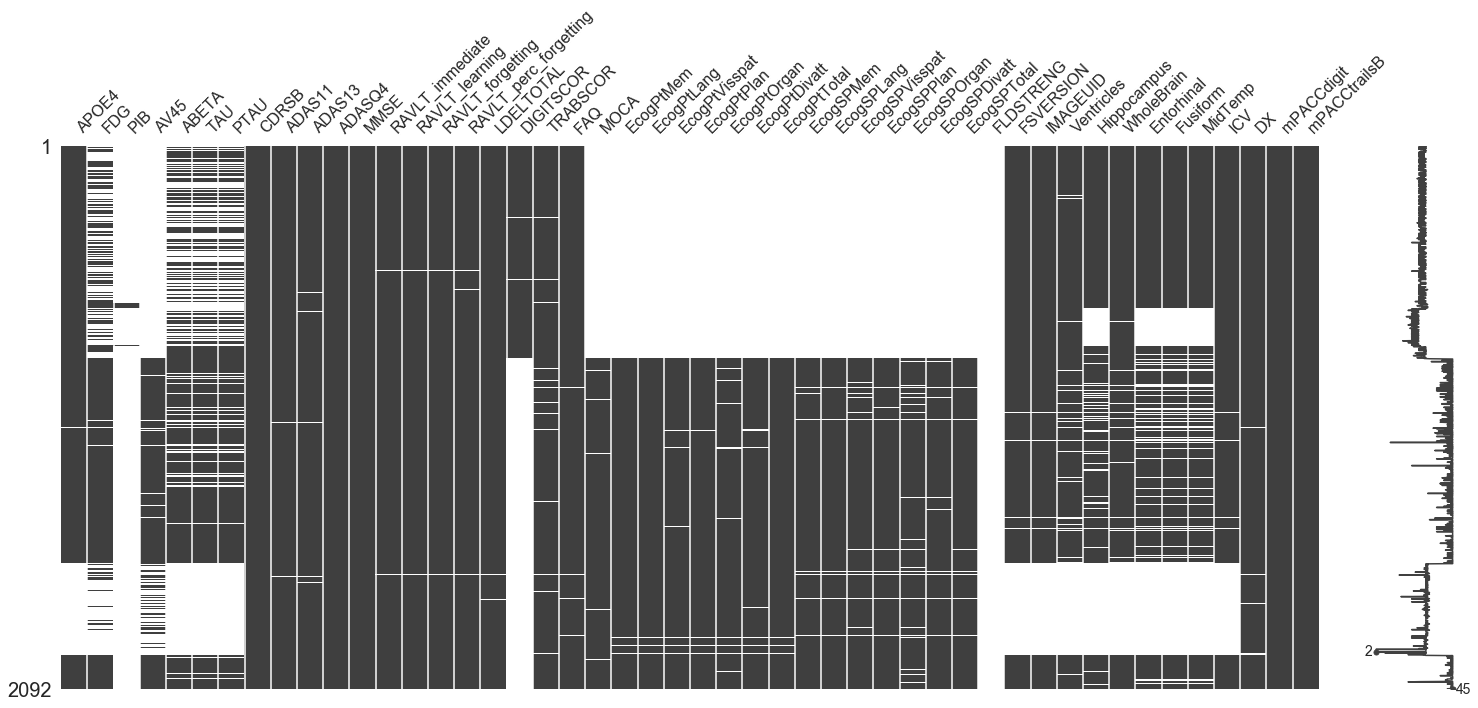 APOE4
FDG
PIB
AV45
ABETA
TAU
PTAU
CDRSB
ADAS11
ADAS13
ADASQ4
MMSE
RAVLT_immediate
RAVLT_learning
RAVLT_forgetting
RAVLT_perc_forgetting
LDELTOTAL
DIGITSCOR
TRABSCOR
FAQ
MOCA
EcogPtMem
EcogPtLang
EcogPtVisspat
EcogPtPlan
EcogPtOrgan
EcogPtDivatt
EcogPtTotal
EcogSPMem
EcogSPLang
EcogSPVisspat
EcogSPPlan
EcogSPOrgan
EcogSPDivatt
EcogSPTotal
FLDSTRENG
FSVERSION
IMAGEUID
Ventricles
Hippocampus
WholeBrain
Entorhinal
Fusiform
MidTemp
ICV
DX
mPACCdigit
mPACCtrailsB
1
2
2092
45